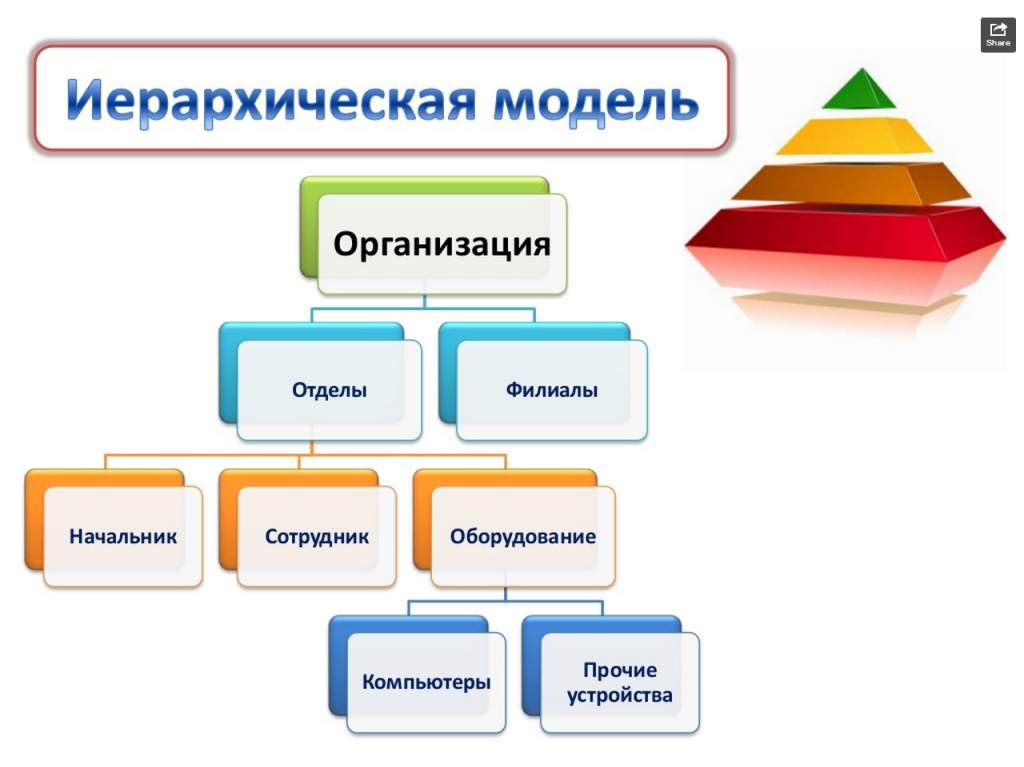 Share
Иерархическая модель
Организация
Отделы
Филиалы
Начальник
Сотрудник
Оборудование
Компьютеры
Прочие
устройства